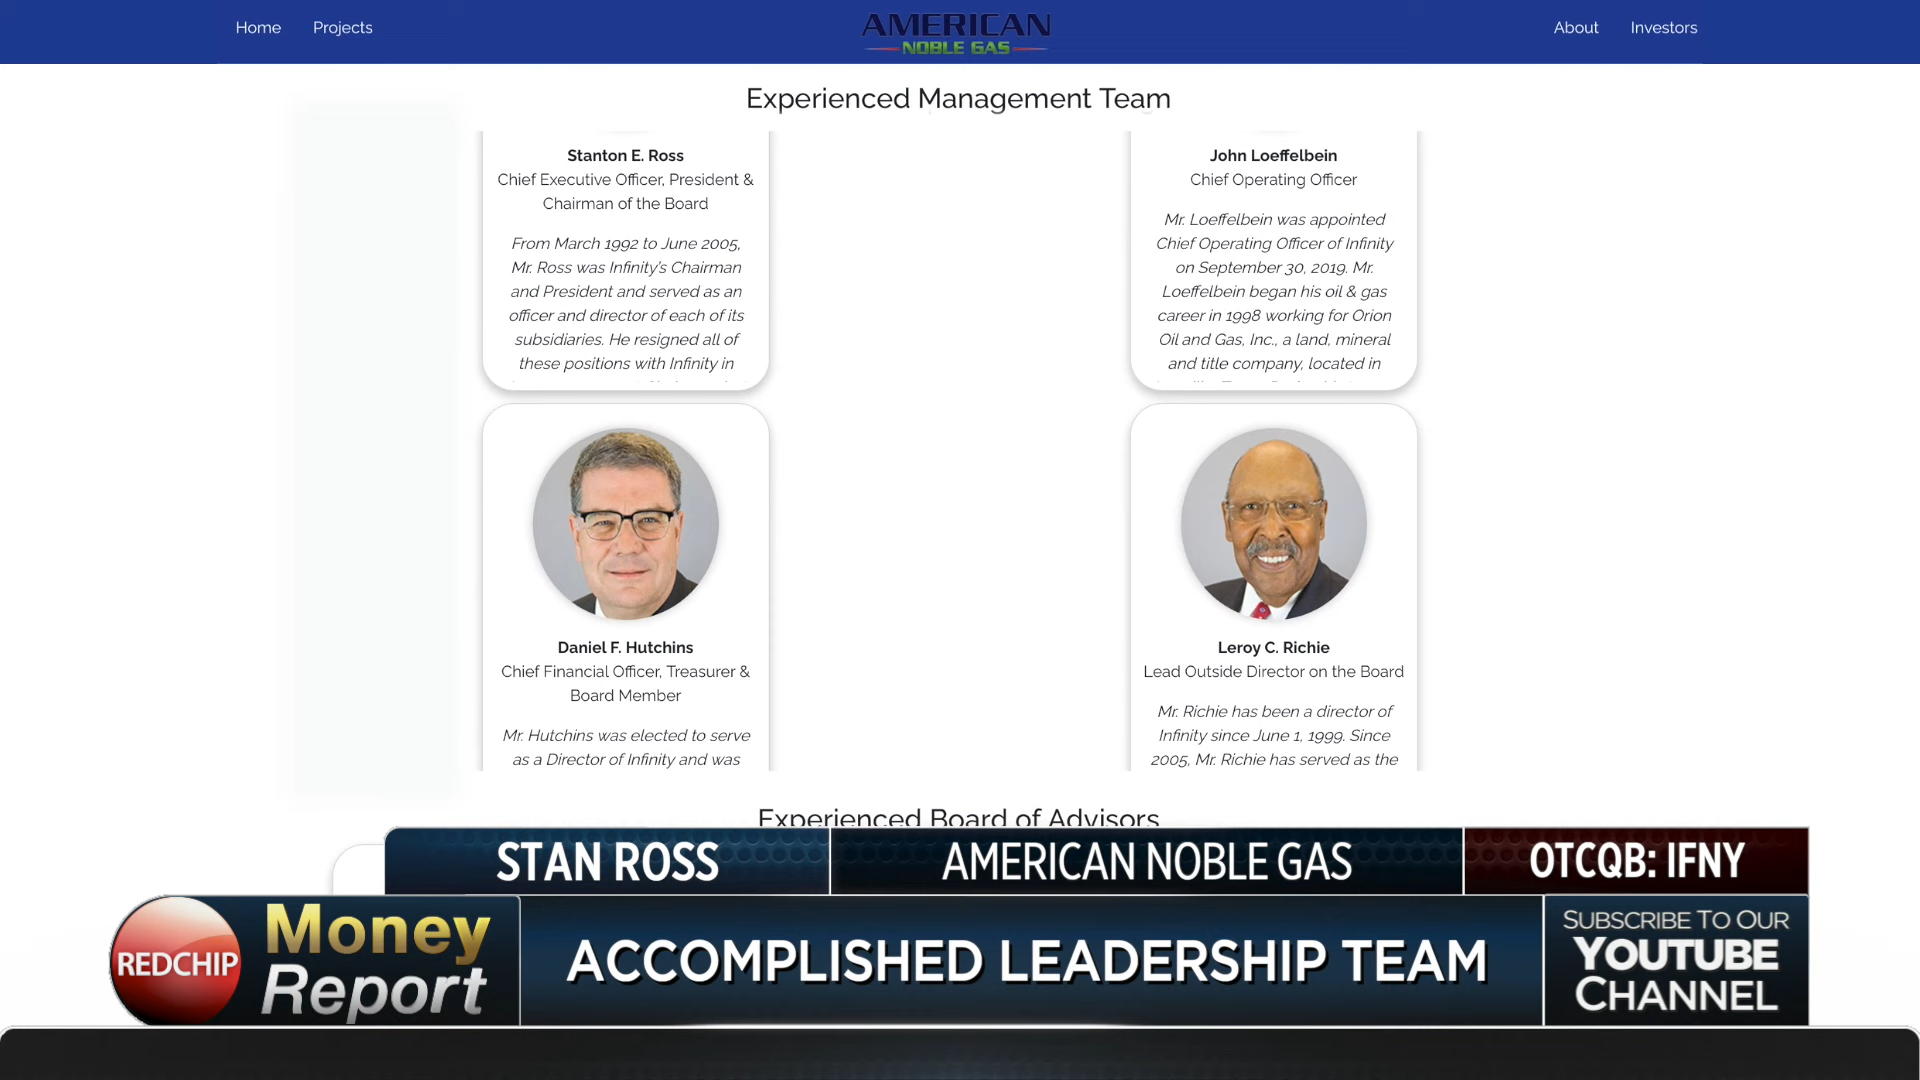 Home
Projects
AMERICAN
NOBLE GAS
About
Investors
Experienced Management Team
Stanton E. Ross
Chief Executive Officer, President &
Chairman of the Board
From March 1992 to June 2005,
Mr. Ross was Infinity's Chairman
and President and served as an
officer and director of each of its
subsidiaries. He resigned all of
these positions with Infinity in
John Loeffelbein
Chief Operating Officer
Mr. Loeffelbein was appointed
Chief Operating Officer of Infinity
on September 30, 2019. Mr.
Loeffelbein began his oil & gas
career in 1998 working for Orion
Oil and Gas, Inc., a land, mineral
and title company, located in
Daniel F. Hutchins
Chief Financial Officer, Treasurer &
Board Member
Mr. Hutchins was elected to serve
as a Director of Infinity and was
Leroy C. Richie
Lead Outside Director on the Board
Mr. Richie has been a director of
Infinity since June 1, 1999. Since
2005, Mr. Richie has served as the
Experienced Board of Advisors
STAN ROSS
AMERICAN NOBLE GAS
OTCQB: IFNY
REDCHIP
Money
Report
ACCOMPLISHED LEADERSHIP TEAM
SUBSCRIBE TO OUR
YOUTUBE
CHANNEL